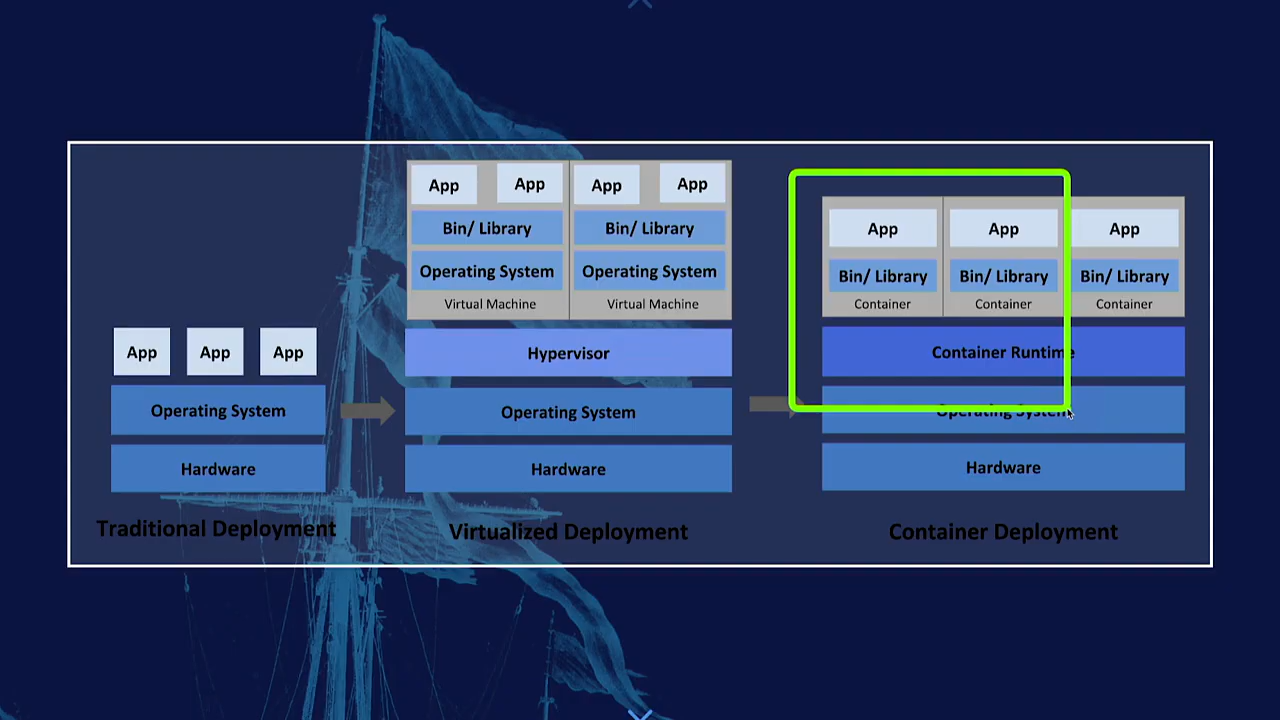 App App App
Operating System
Hardware
Traditional Deployment
App App App App
Bin/ Library Bin/ Library
Operating System Operating System
Virtual Machine Virtual Machine
Hypervisor
Operating System
Hardware
Virtualized Deployment
App App App
Bin/ Library Bin/ Library Bin/ Library
Container Container Container
Container Runtime
Operating System
Hardware
Container Deployment